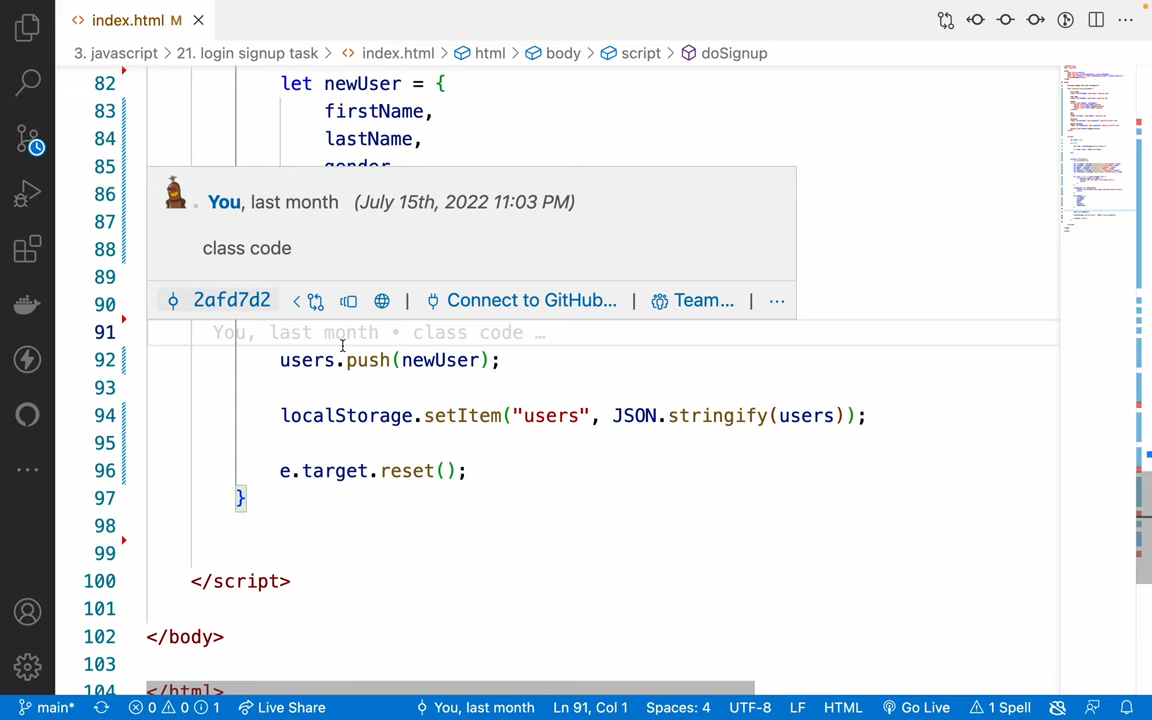 index.html M
3. javascript > 21. login signup task > index.html > html > body > script > doSignup
82 let newUser = {
83 firstName,
84 lastName,
85 gender
86
87
88
89
90
91 You, last month • class code …
92 users.push(newUser);
93
94 localStorage.setItem("users", JSON.stringify(users));
95
96 e.target.reset();
97 }
98
99
100 </script>
101
102 </body>
103
104 </html>
You, last month (July 15th, 2022 11:03 PM)
class code
2afd7d2 | Connect to GitHub... | Team... | ...
main* 0 0 1 Live Share You, last month Ln 91, Col 1 Spaces: 4 UTF-8 LF HTML Go Live 1 Spell